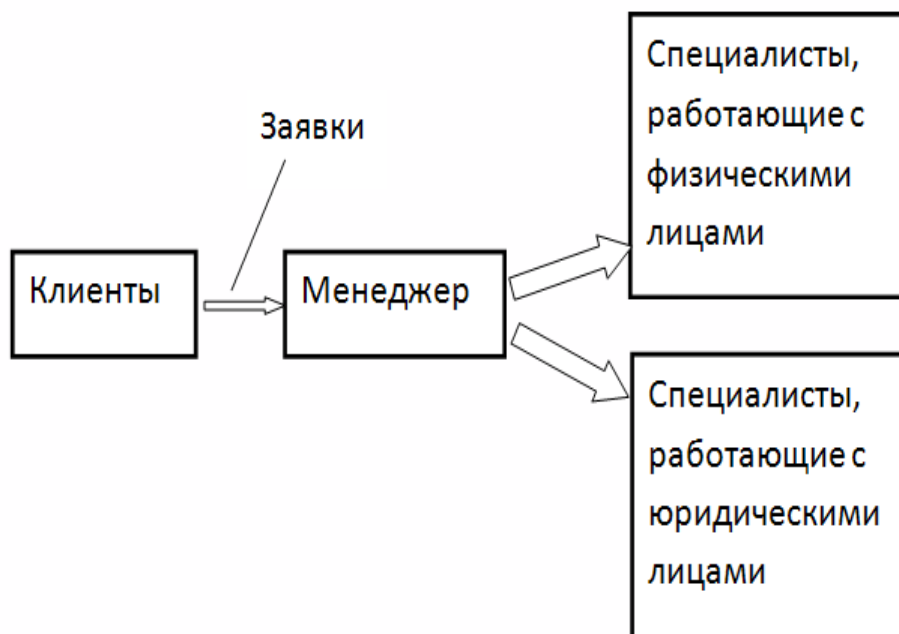 Заявки
Клиенты
Менеджер
Специалисты,
работающие с
физическими
лицами
Специалисты,
работающие с
юридическими
лицами